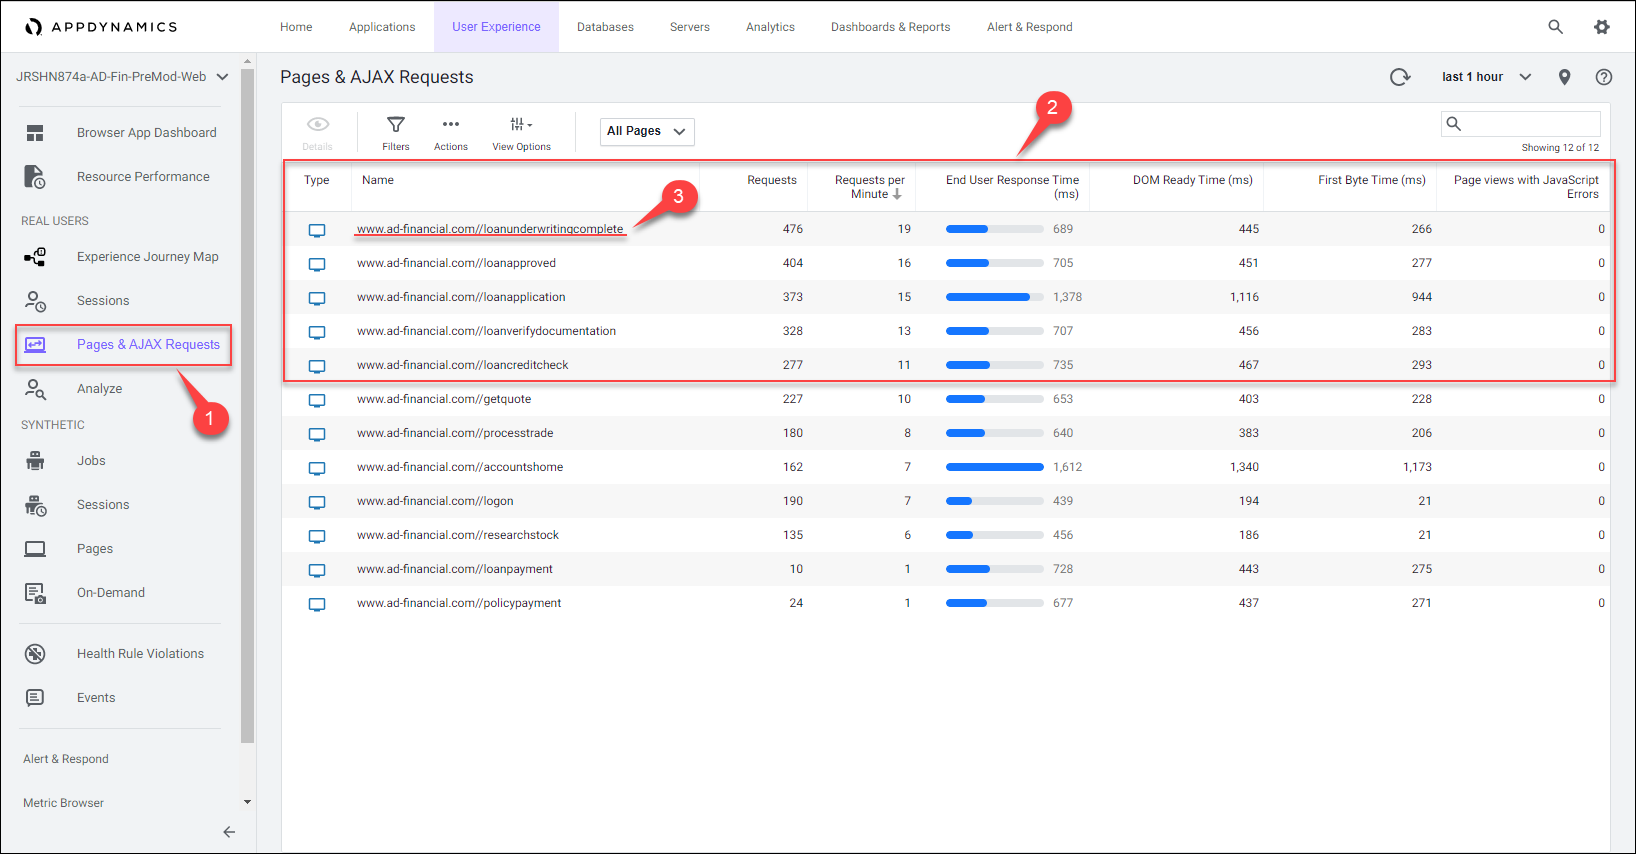 APPDYNAMICS
Home Applications User Experience Databases Servers Analytics Dashboards & Reports Alert & Respond
JRSHN874a-AD-Fin-PreMod-Web
Browser App Dashboard
Resource Performance
REAL USERS
Experience Journey Map
Sessions
Pages & AJAX Requests
1
Analyze
SYNTHETIC
Jobs
Sessions
Pages
On-Demand
Health Rule Violations
Events
Alert & Respond
Metric Browser
Pages & AJAX Requests
last 1 hour
Details Filters Actions View Options All Pages
Showing 12 of 12
2
3
Type Name Requests Requests per Minute End User Response Time (ms) DOM Ready Time (ms) First Byte Time (ms) Page views with JavaScript Errors
www.ad-financial.com//loanunderwritingcomplete 476 19 689 445 266 0
www.ad-financial.com//loanapproved 404 16 705 451 277 0
www.ad-financial.com//loanapplication 373 15 1,378 1,116 944 0
www.ad-financial.com//loanverifydocumentation 328 13 707 456 283 0
www.ad-financial.com//loancreditcheck 277 11 735 467 293 0
www.ad-financial.com//getquote 227 10 653 403 228 0
www.ad-financial.com//processtrade 180 8 640 383 206 0
www.ad-financial.com//accountshome 162 7 1,612 1,340 1,173 0
www.ad-financial.com//logon 190 7 439 194 21 0
www.ad-financial.com//researchstock 135 6 456 186 21 0
www.ad-financial.com//loanpayment 10 1 728 443 275 0
www.ad-financial.com//policypayment 24 1 677 437 271 0